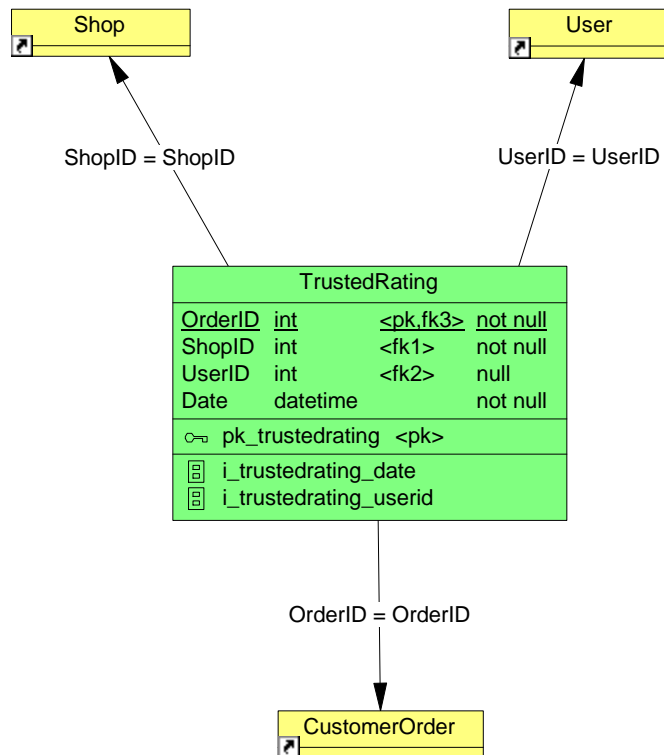 Shop
User
ShopID = ShopID
UserID = UserID
TrustedRating
OrderID int <pk,fk3> not null
ShopID int <fk1> not null
UserID int <fk2> null
Date datetime not null
pk_trustedrating <pk>
i_trustedrating_date
i_trustedrating_userid
OrderID = OrderID
CustomerOrder